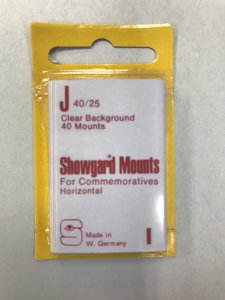 J 40/25
Clear Background
40 Mounts
Showgard Mounts
For Commemoratives
Horizontal
Made in
W. Germany